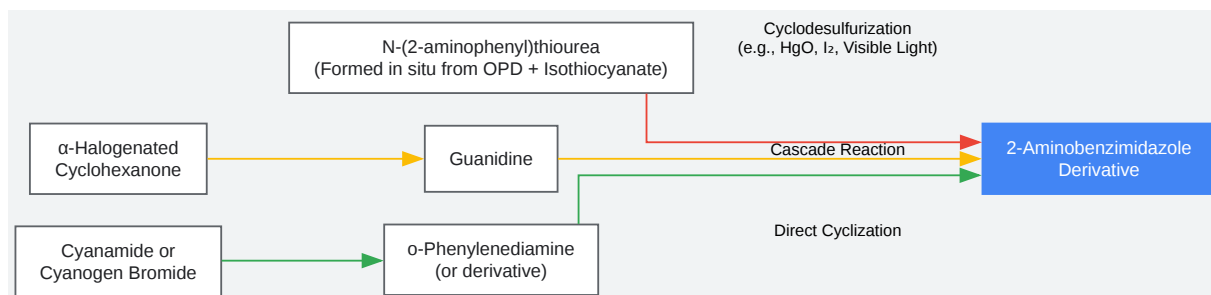 N-(2-aminophenyl)thiourea
(Formed in situ from OPD + Isothiocyanate)
Cyclodesulfurization
(e.g., HgO, I₂, Visible Light)
α-Halogenated
Cyclohexanone
Guanidine
Cascade Reaction
2-Aminobenzimidazole
Derivative
Cyanamide or
Cyanogen Bromide
o-Phenylenediamine
(or derivative)
Direct Cyclization